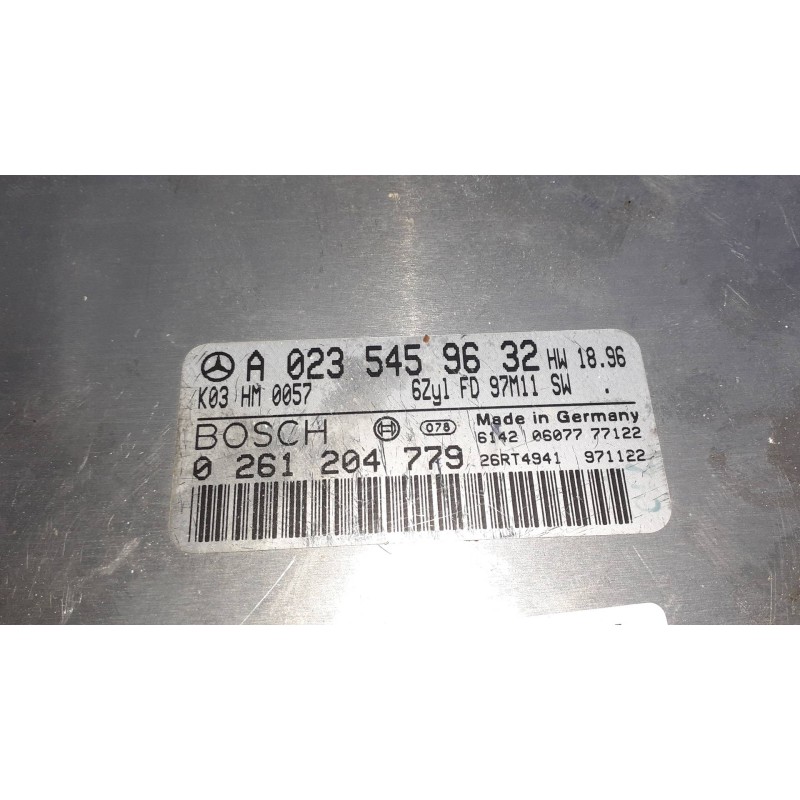 A 023 545 96 32 HW 18.96
K03 HM 0057 6Zyl FD 97M11 SW .
BOSCH 078 Made in Germany
6142 06077 77122
0 261 204 779 26RT4941 971122